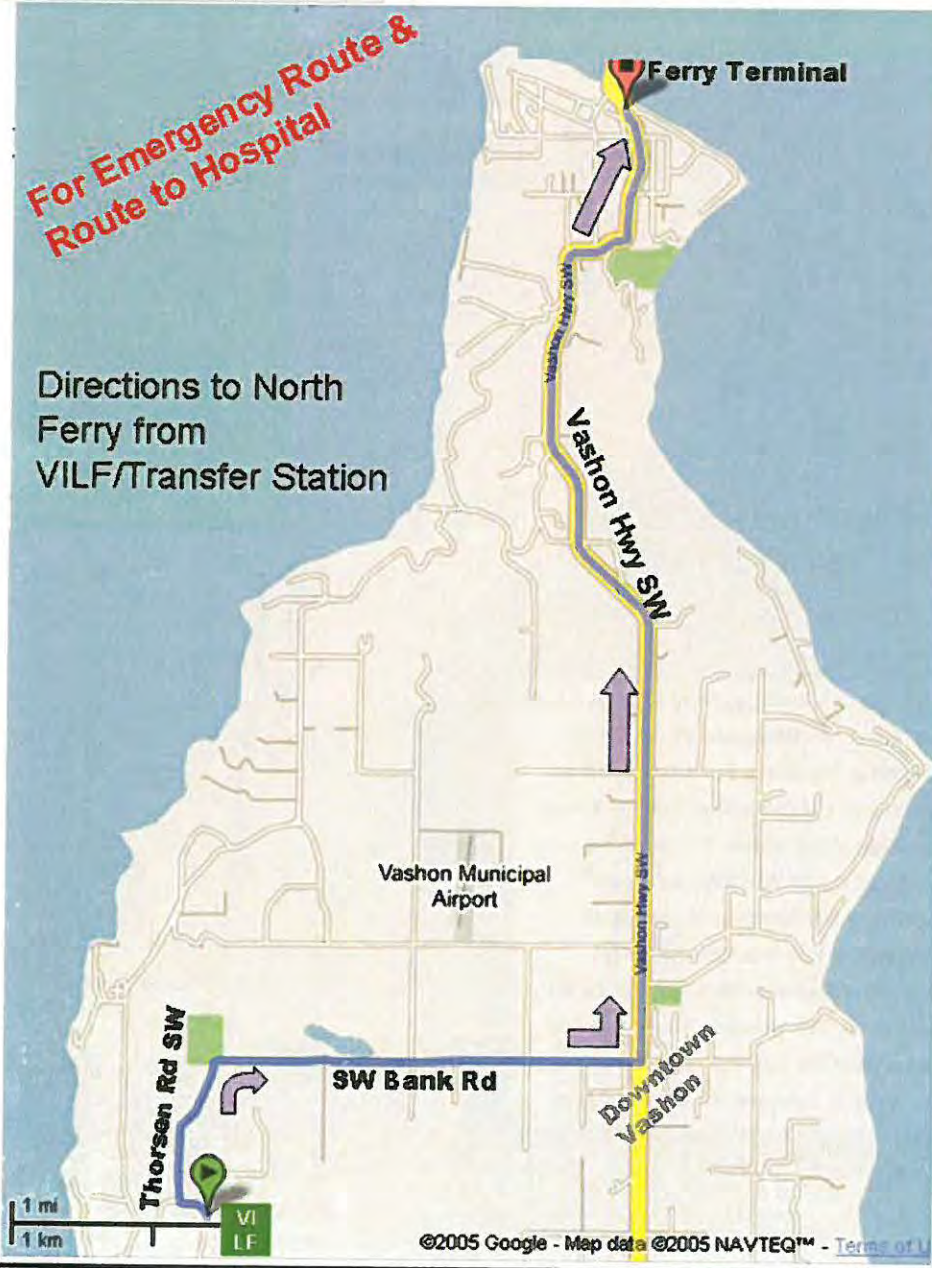 For Emergency Route &
Route to Hospital
Ferry Terminal
Directions to North
Ferry from
VILF/Transfer Station
Vashon Hwy SW
Vashon Hwy SW
Vashon Municipal
Airport
Vashon Hwy SW
Thorsen Rd SW
SW Bank Rd
Downtown
Vashon
VI
LF
1 mi
1 km
©2005 Google - Map data ©2005 NAVTEQ™ - Terms of U